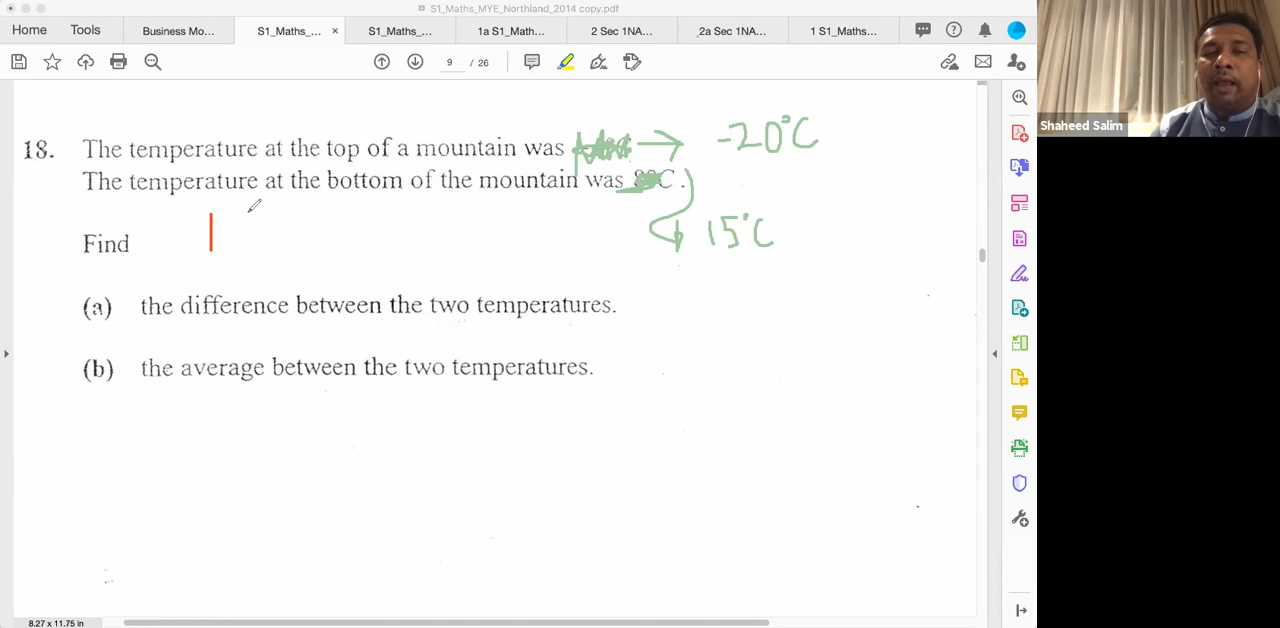 S1_Maths_MYE_Northland_2014 copy.pdf
Home Tools Business Mo... S1_Maths_... × S1_Maths_... 1a S1_Math... 2 Sec 1NA... 2a Sec 1NA... 1 S1_Maths...
9 / 26
Shaheed Salim
18. The temperature at the top of a mountain was → -20°C
The temperature at the bottom of the mountain was C.
15°C
Find
(a) the difference between the two temperatures.
(b) the average between the two temperatures.
8.27 x 11.75 in